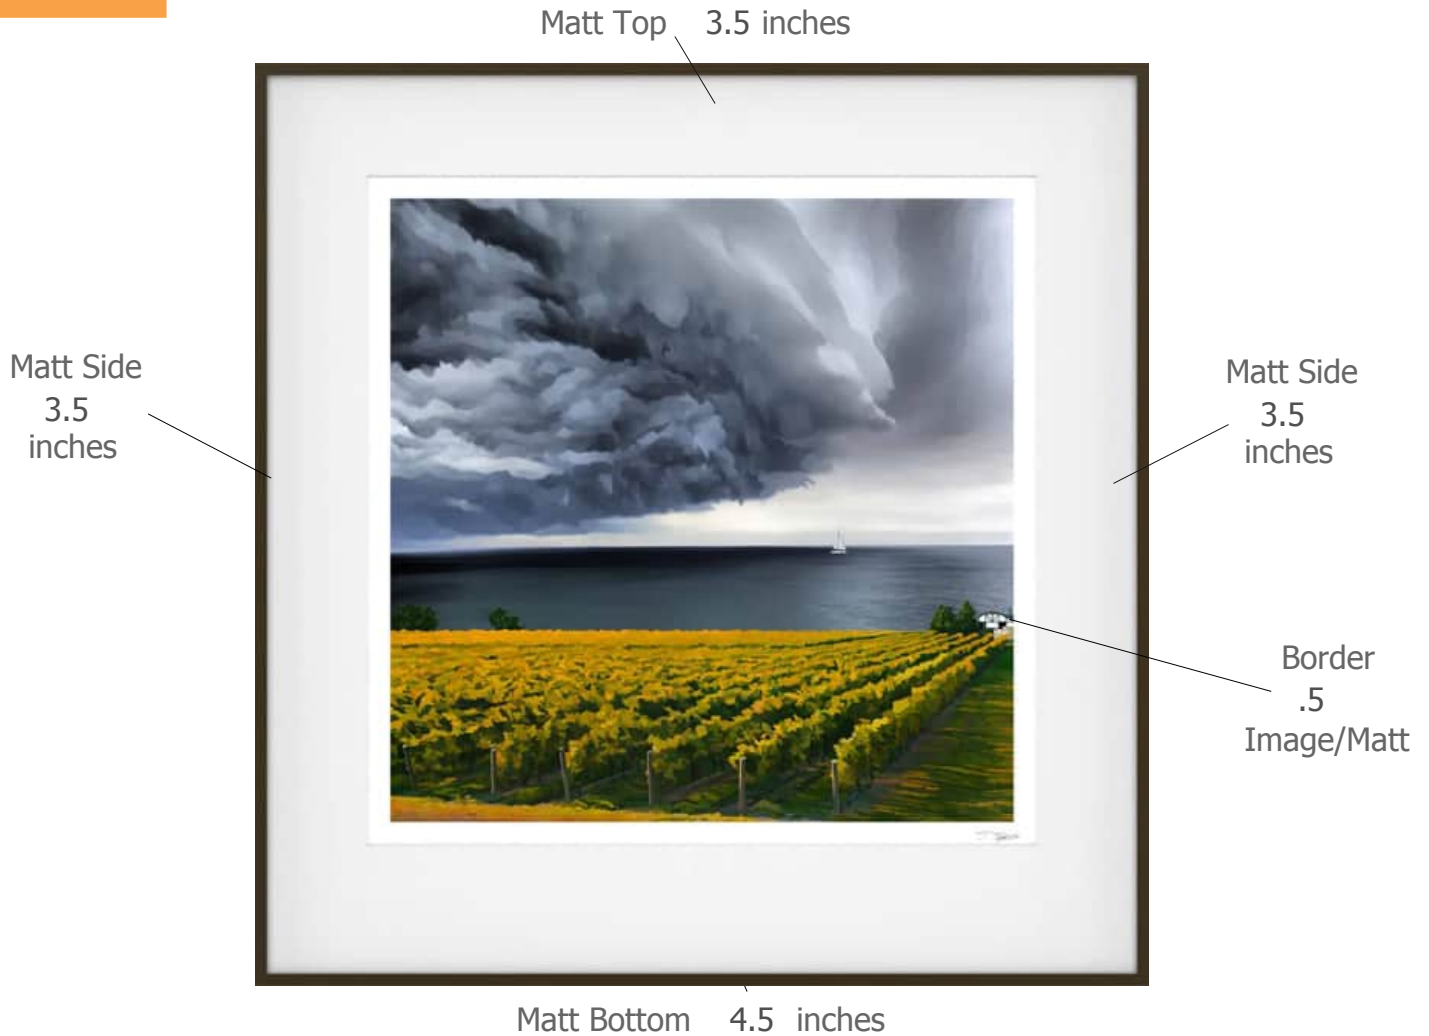 Matt Top 3.5 inches
Matt Side
3.5
inches
Matt Side
3.5
inches
Border
.5
Image/Matt
Matt Bottom 4.5 inches